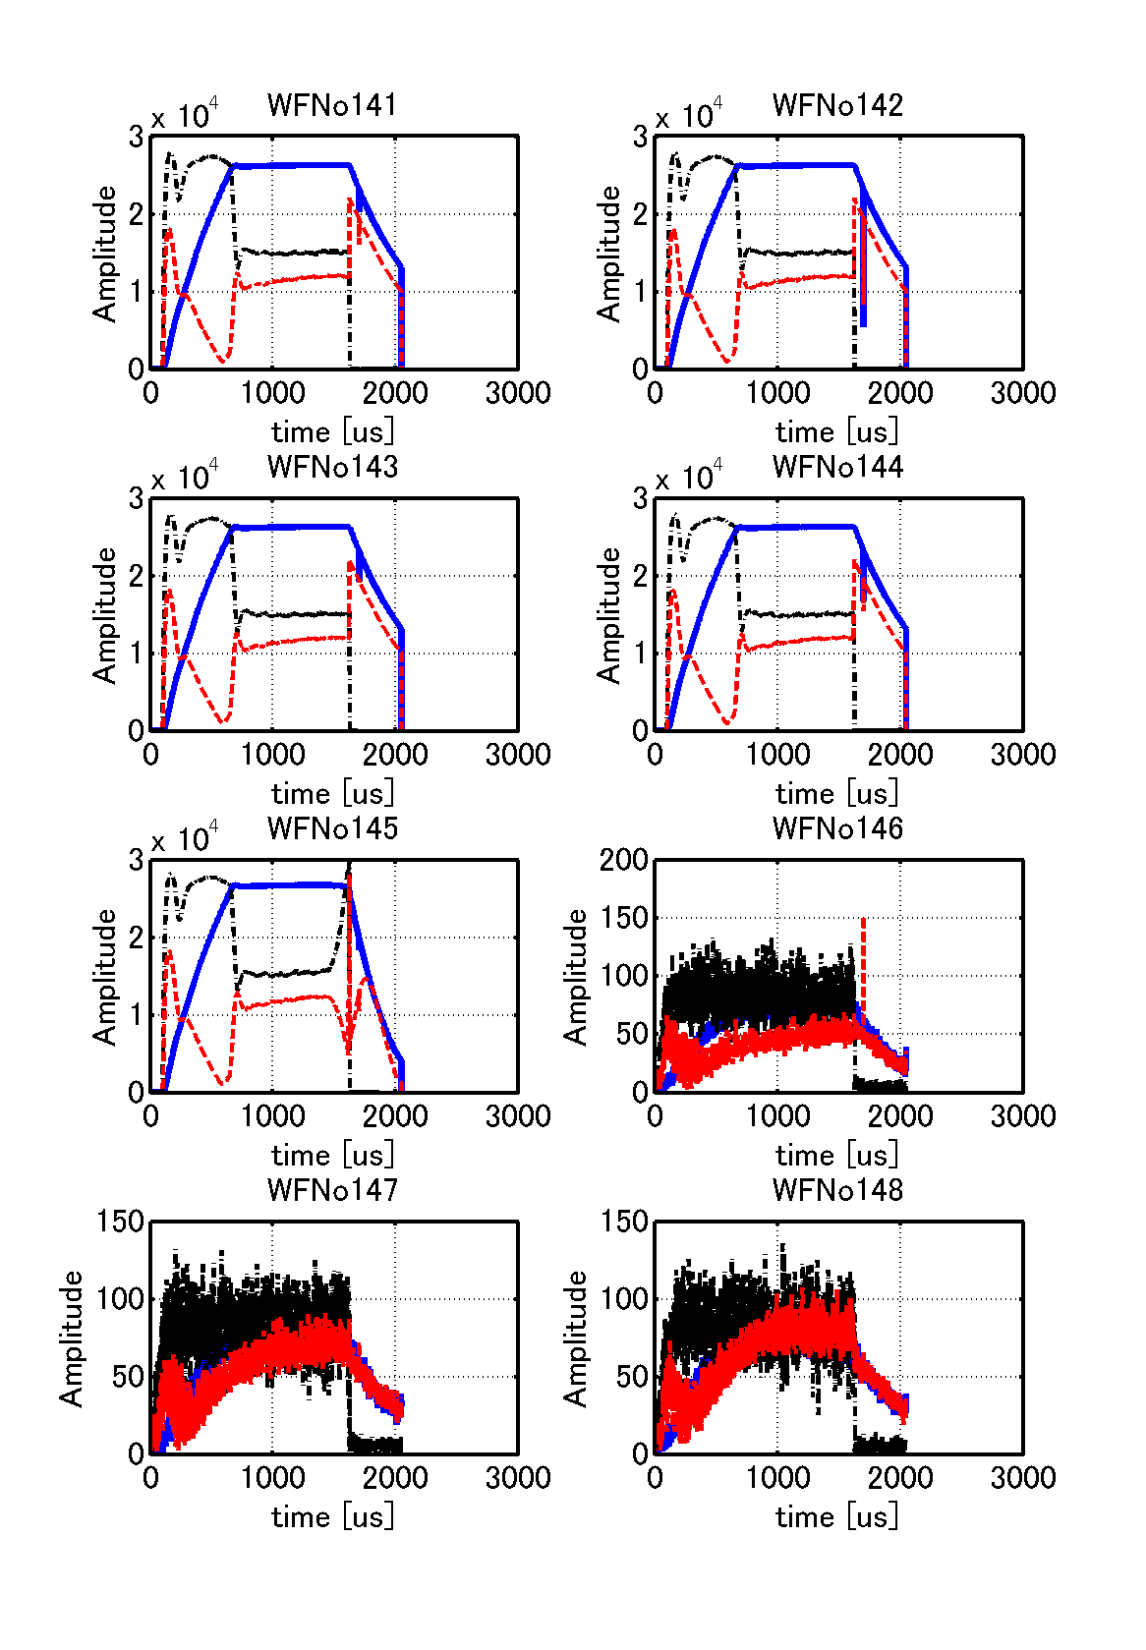 WFNo141
x 10^4
3
2
1
0
Amplitude
0 1000 2000 3000
time [us]
WFNo142
x 10^4
3
2
1
0
Amplitude
0 1000 2000 3000
time [us]
WFNo143
x 10^4
3
2
1
0
Amplitude
0 1000 2000 3000
time [us]
WFNo144
x 10^4
3
2
1
0
Amplitude
0 1000 2000 3000
time [us]
WFNo145
x 10^4
3
2
1
0
Amplitude
0 1000 2000 3000
time [us]
WFNo146
200
150
100
50
0
Amplitude
0 1000 2000 3000
time [us]
WFNo147
150
100
50
0
Amplitude
0 1000 2000 3000
time [us]
WFNo148
150
100
50
0
Amplitude
0 1000 2000 3000
time [us]